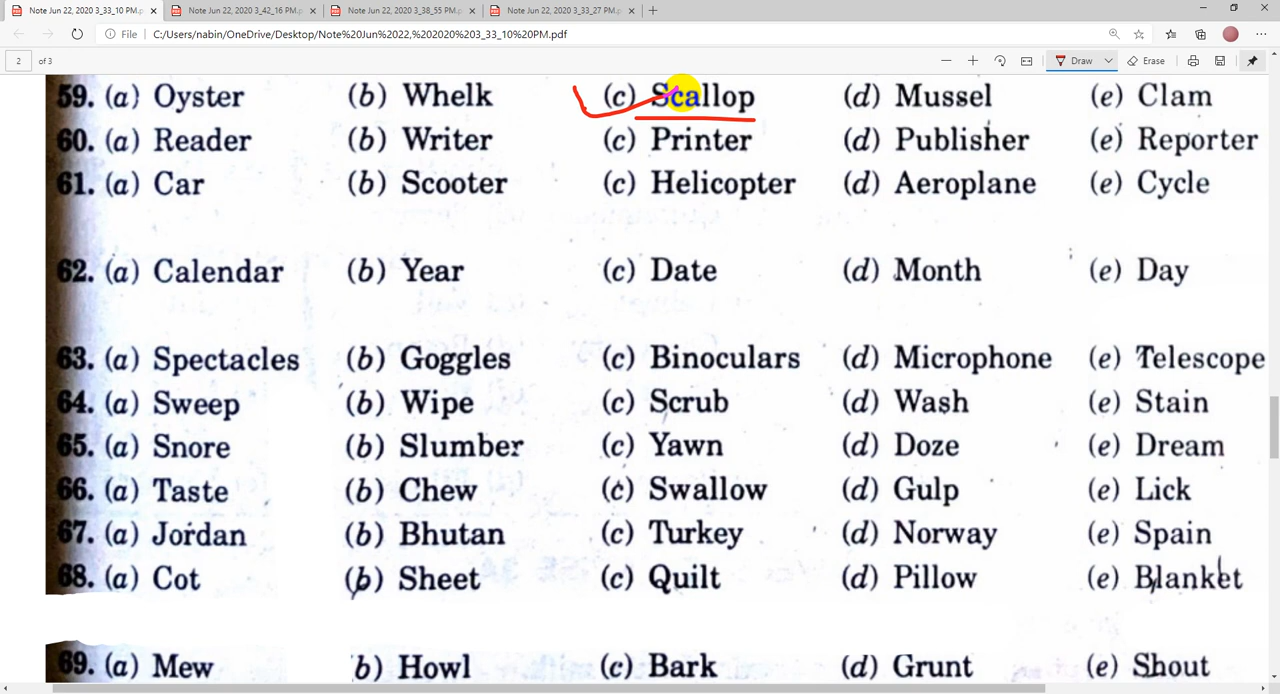 Note Jun 22, 2020 3_33_10 PM.p Note Jun 22, 2020 3_42_16 PM.p Note Jun 22, 2020 3_38_55 PM.p Note Jun 22, 2020 3_33_27 PM.p
File C:/Users/nabin/OneDrive/Desktop/Note%20Jun%2022,%202020%203_33_10%20PM.pdf
2 of 3 Draw Erase
59. (a) Oyster (b) Whelk (c) Scallop (d) Mussel (e) Clam
60. (a) Reader (b) Writer (c) Printer (d) Publisher (e) Reporter
61. (a) Car (b) Scooter (c) Helicopter (d) Aeroplane (e) Cycle
62. (a) Calendar (b) Year (c) Date (d) Month (e) Day
63. (a) Spectacles (b) Goggles (c) Binoculars (d) Microphone (e) Telescope
64. (a) Sweep (b) Wipe (c) Scrub (d) Wash (e) Stain
65. (a) Snore (b) Slumber (c) Yawn (d) Doze (e) Dream
66. (a) Taste (b) Chew (c) Swallow (d) Gulp (e) Lick
67. (a) Jordan (b) Bhutan (c) Turkey (d) Norway (e) Spain
68. (a) Cot (b) Sheet (c) Quilt (d) Pillow (e) Blanket
69. (a) Mew b) Howl (c) Bark (d) Grunt (e) Shout